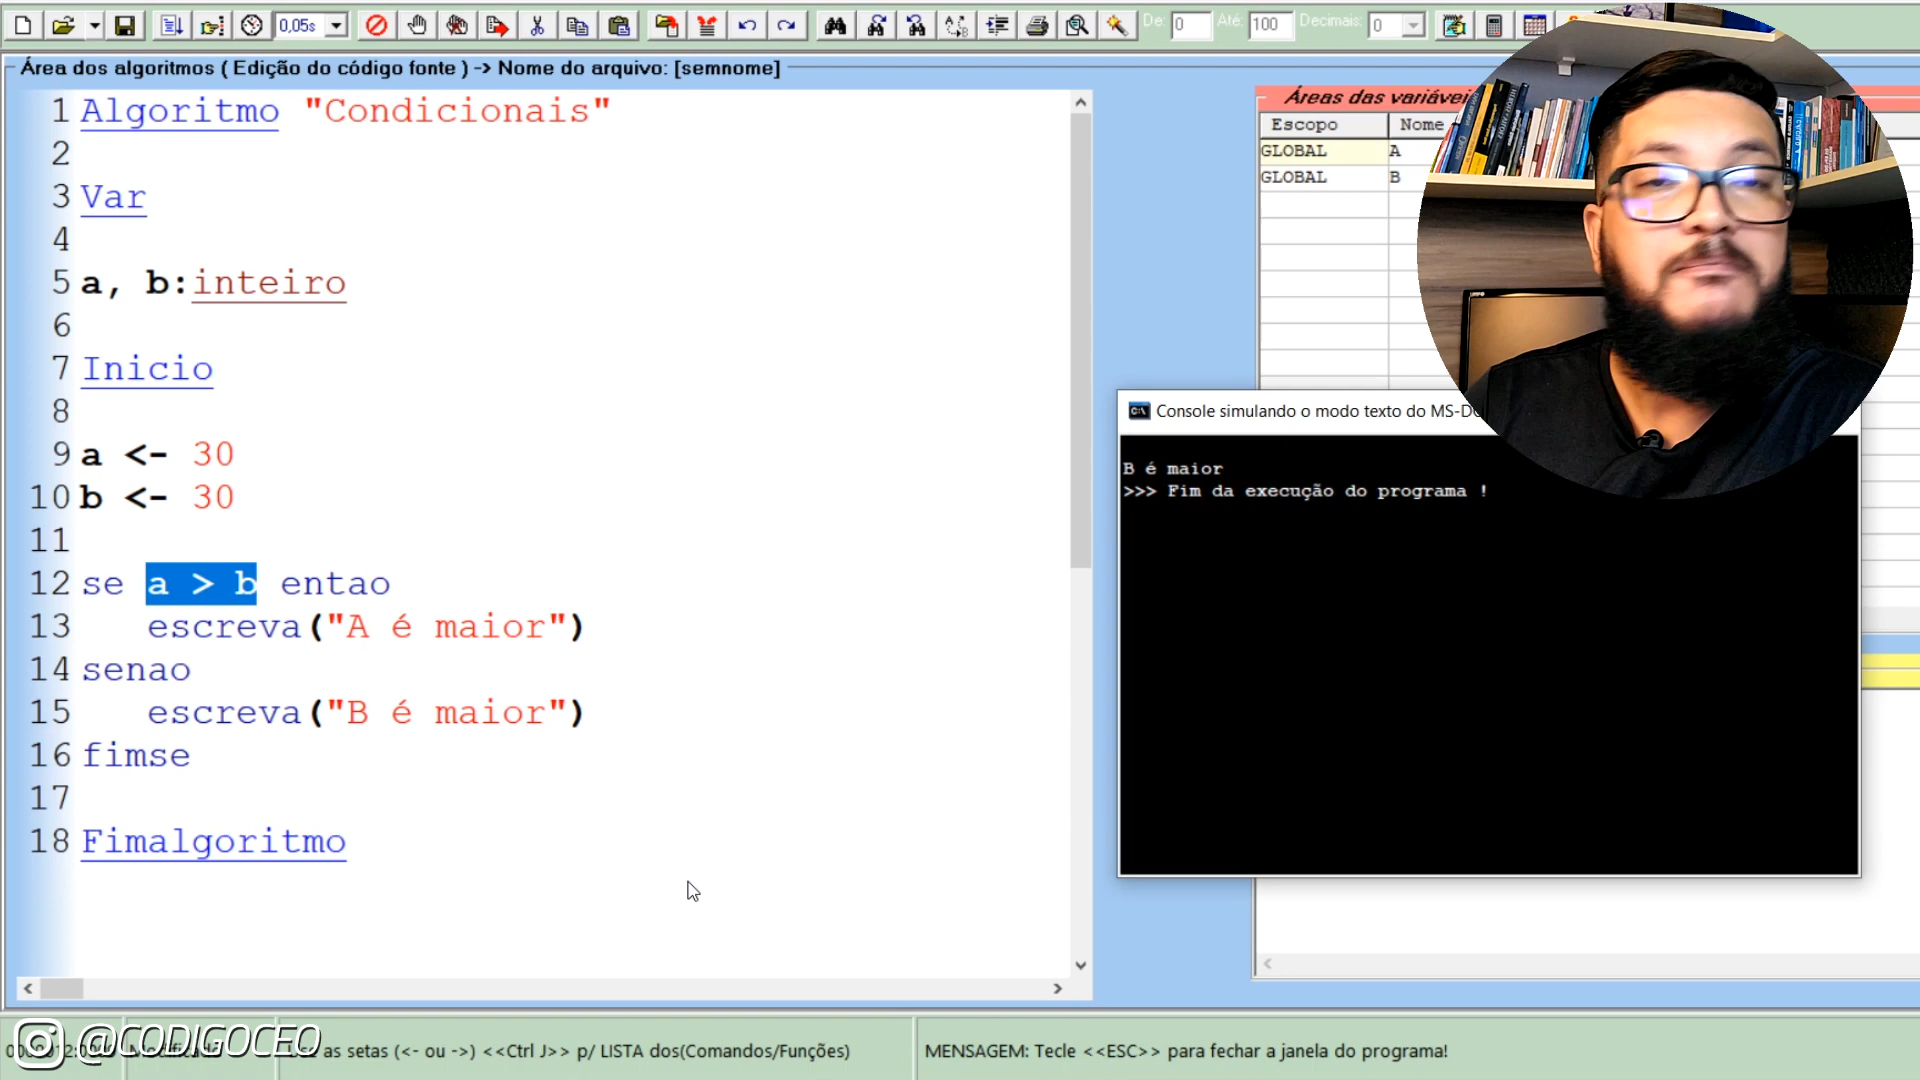 0,05s
De: 0 Até: 100 Decimais: 0
Área dos algoritmos ( Edição do código fonte ) -> Nome do arquivo: [semnome]
1 Algoritmo "Condicionais"
2
3 Var
4
5 a, b:inteiro
6
7 Inicio
8
9 a <- 30
10 b <- 30
11
12 se a > b entao
13 escreva("A é maior")
14 senao
15 escreva("B é maior")
16 fimse
17
18 Fimalgoritmo
Áreas das variávei
Escopo Nome
GLOBAL A
GLOBAL B
Console simulando o modo texto do MS-DO
B é maior
>>> Fim da execução do programa !
@CODIGOCEO
as setas (<- ou ->) <<Ctrl J>> p/ LISTA dos(Comandos/Funções)
MENSAGEM: Tecle <<ESC>> para fechar a janela do programa!